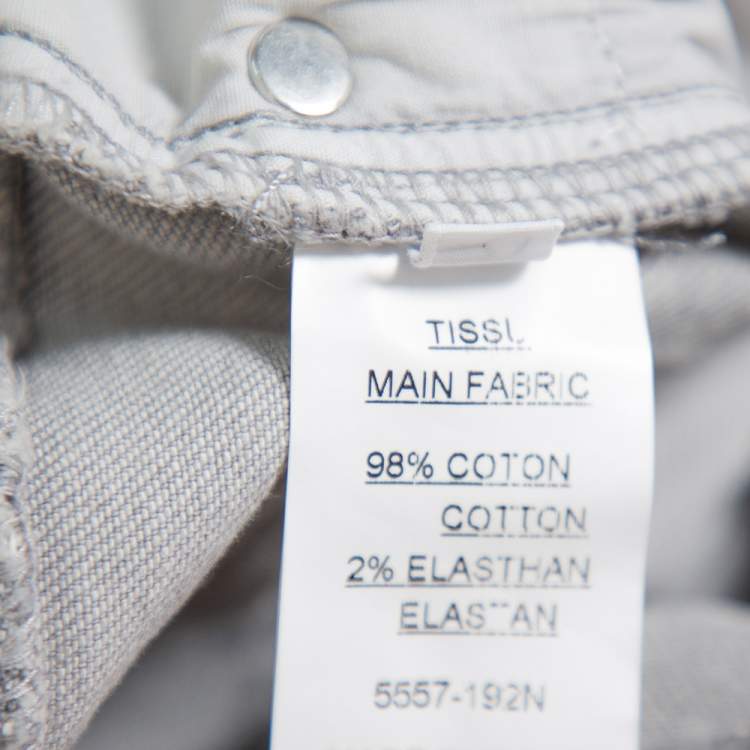 TISSU
MAIN FABRIC
98% COTON
COTTON
2% ELASTHAN
ELASTAN
5557-192N